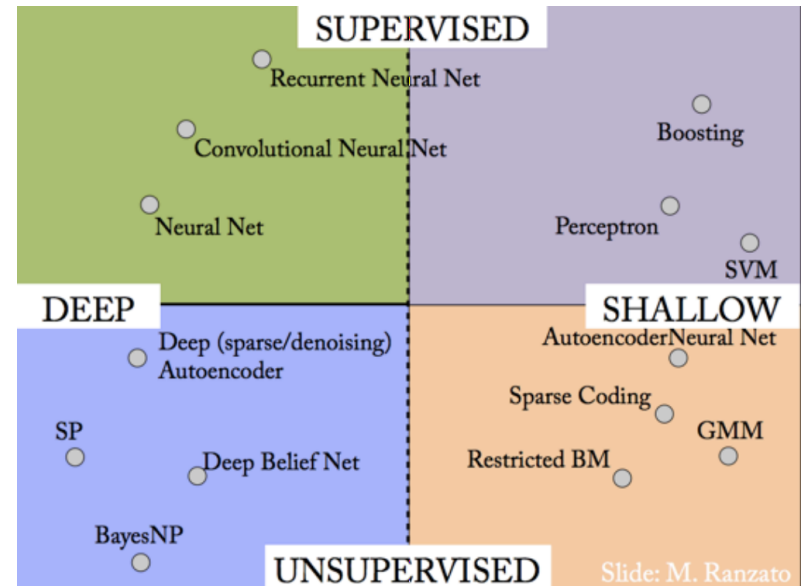 SUPERVISED
Recurrent Neural Net
Boosting
Convolutional Neural Net
Neural Net
Perceptron
SVM
DEEP
SHALLOW
Deep (sparse/denoising)
Autoencoder
AutoencoderNeural Net
Sparse Coding
SP
GMM
Deep Belief Net
Restricted BM
BayesNP
UNSUPERVISED
Slide: M. Ranzato